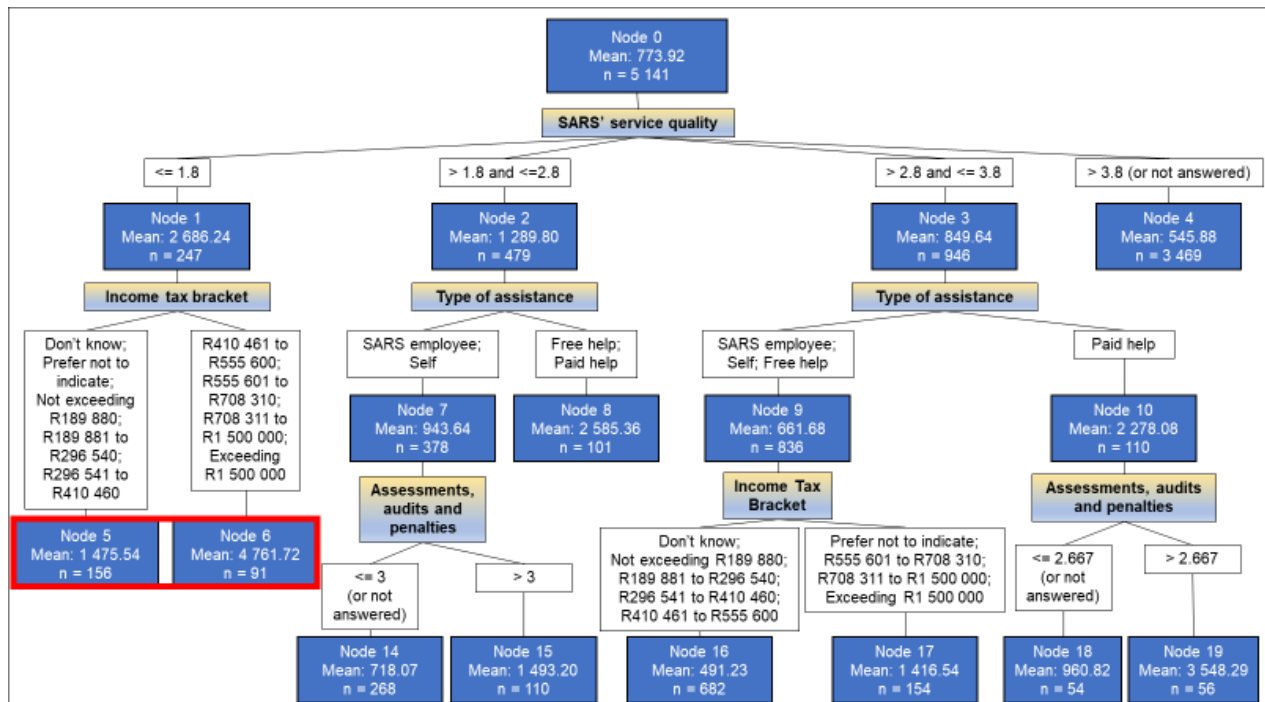 Node 0
Mean: 773.92
n = 5 141
SARS' service quality
<= 1.8
> 1.8 and <=2.8
> 2.8 and <= 3.8
> 3.8 (or not answered)
Node 1
Mean: 2 686.24
n = 247
Node 2
Mean: 1 289.80
n = 479
Node 3
Mean: 849.64
n = 946
Node 4
Mean: 545.88
n = 3 469
Income tax bracket
Type of assistance
Type of assistance
Don't know;
Prefer not to
indicate;
Not exceeding
R189 880;
R189 881 to
R296 540;
R296 541 to
R410 460
R410 461 to
R555 600;
R555 601 to
R708 310;
R708 311 to
R1 500 000;
Exceeding
R1 500 000
SARS employee;
Self
Free help;
Paid help
SARS employee;
Self; Free help
Paid help
Node 7
Mean: 943.64
n = 378
Node 8
Mean: 2 585.36
n = 101
Node 9
Mean: 661.68
n = 836
Node 10
Mean: 2 278.08
n = 110
Assessments,
audits and
penalties
Income Tax
Bracket
Assessments, audits
and penalties
Node 5
Mean: 1 475.54
n = 156
Node 6
Mean: 4 761.72
n = 91
<= 3
(or not
answered)
> 3
Don't know;
Not exceeding R189 880;
R189 881 to R296 540;
R296 541 to R410 460;
R410 461 to R555 600
Prefer not to indicate;
R555 601 to R708 310;
R708 311 to R1 500 000;
Exceeding R1 500 000
<= 2.667
(or not
answered)
> 2.667
Node 14
Mean: 718.07
n = 268
Node 15
Mean: 1 493.20
n = 110
Node 16
Mean: 491.23
n = 682
Node 17
Mean: 1 416.54
n = 154
Node 18
Mean: 960.82
n = 54
Node 19
Mean: 3 548.29
n = 56